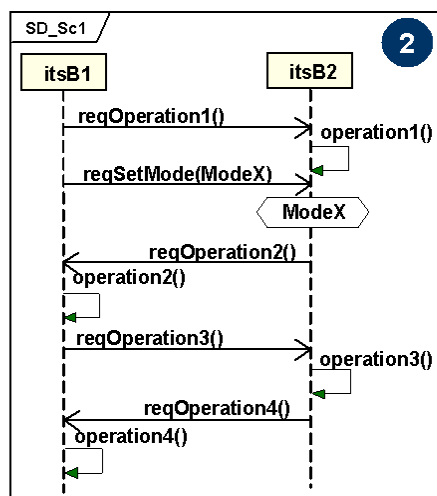 SD_Sc1
2
itsB1
itsB2
reqOperation1()
operation1()
reqSetMode(ModeX)
ModeX
reqOperation2()
operation2()
reqOperation3()
operation3()
reqOperation4()
operation4()